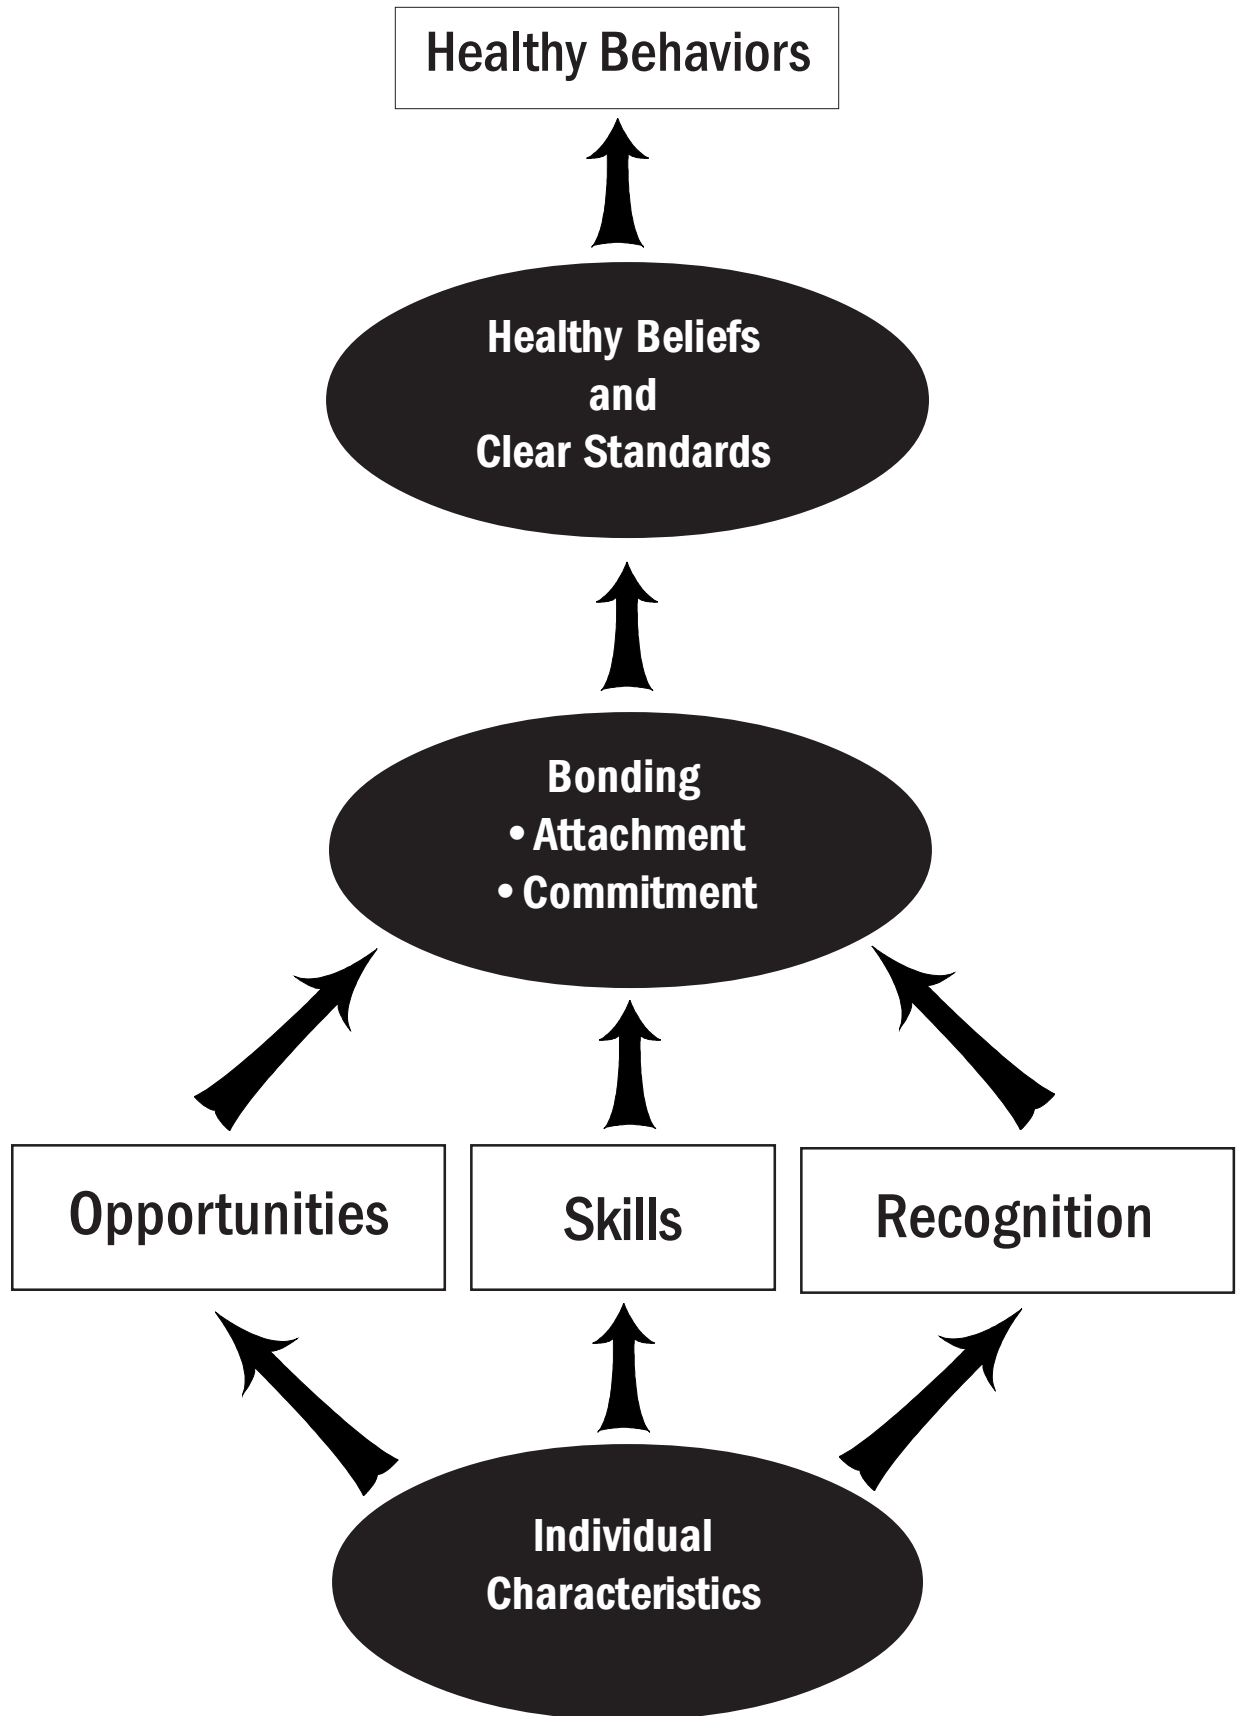 Healthy Behaviors
Healthy Beliefs
and
Clear Standards
Bonding
• Attachment
• Commitment
Opportunities
Skills
Recognition
Individual
Characteristics